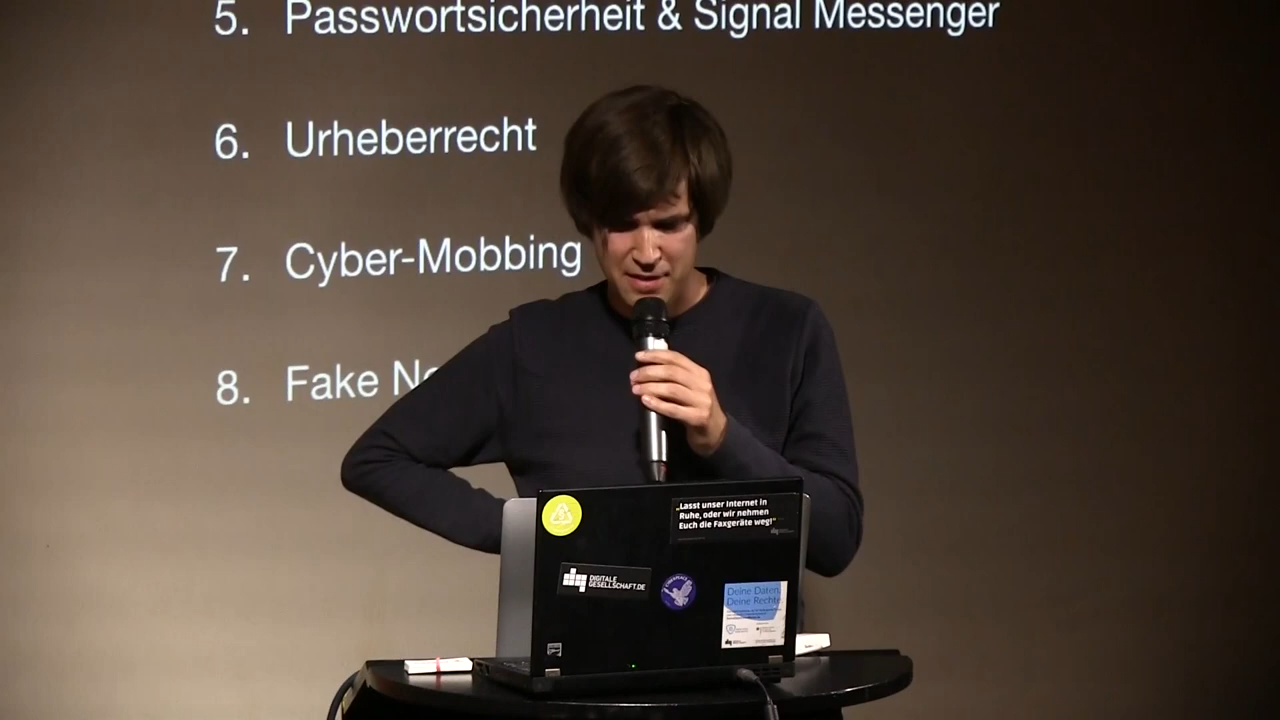 5. Passwortsicherheit & Signal Messenger
6. Urheberrecht
7. Cyber-Mobbing
8. Fake
„Lasst unser Internet in
Ruhe, oder wir nehmen
Euch die Faxgeräte weg!“
DIGITALE
GESELLSCHAFT.DE
CYBERPEACE
Deine Daten.
Deine Rechte.